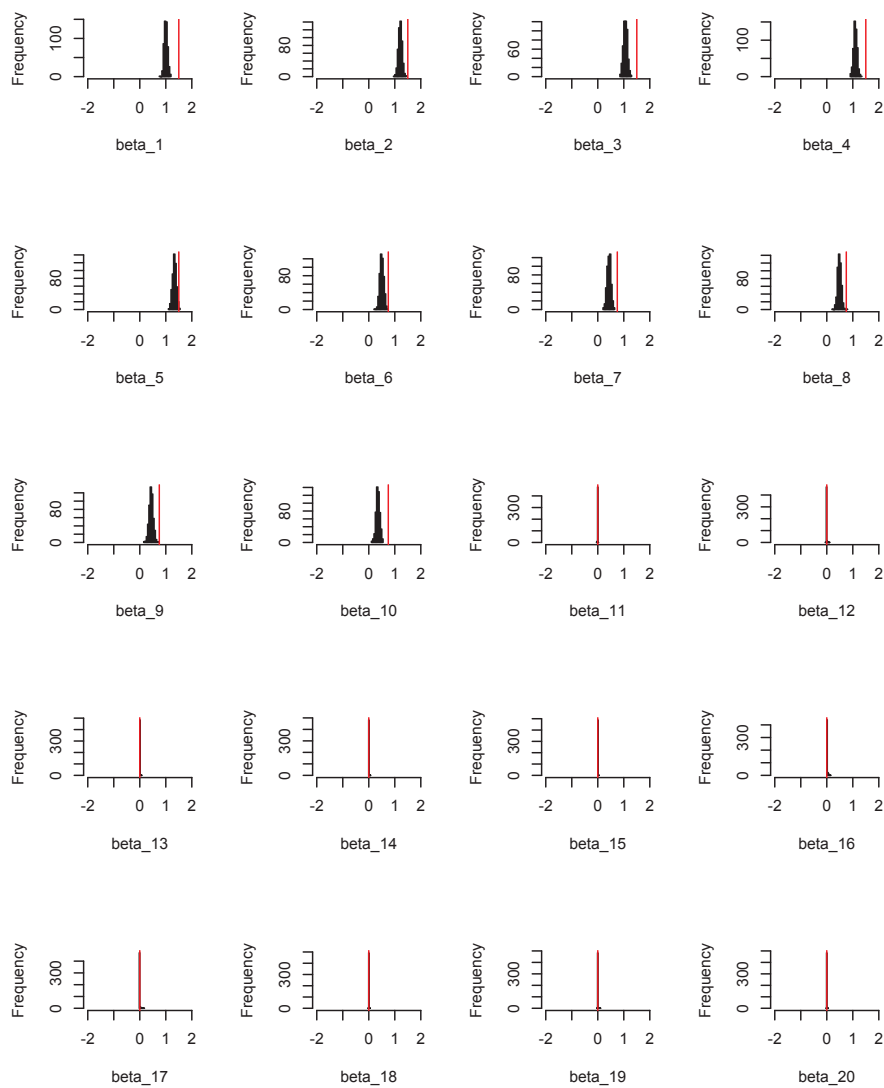 Frequency
0 100
-2 0 1 2
beta_1
Frequency
0 80
-2 0 1 2
beta_2
Frequency
0 60
-2 0 1 2
beta_3
Frequency
0 100
-2 0 1 2
beta_4
Frequency
0 80
-2 0 1 2
beta_5
Frequency
0 80
-2 0 1 2
beta_6
Frequency
0 80
-2 0 1 2
beta_7
Frequency
0 80
-2 0 1 2
beta_8
Frequency
0 80
-2 0 1 2
beta_9
Frequency
0 80
-2 0 1 2
beta_10
Frequency
0 300
-2 0 1 2
beta_11
Frequency
0 300
-2 0 1 2
beta_12
Frequency
0 300
-2 0 1 2
beta_13
Frequency
0 300
-2 0 1 2
beta_14
Frequency
0 300
-2 0 1 2
beta_15
Frequency
0 300
-2 0 1 2
beta_16
Frequency
0 300
-2 0 1 2
beta_17
Frequency
0 300
-2 0 1 2
beta_18
Frequency
0 300
-2 0 1 2
beta_19
Frequency
0 300
-2 0 1 2
beta_20